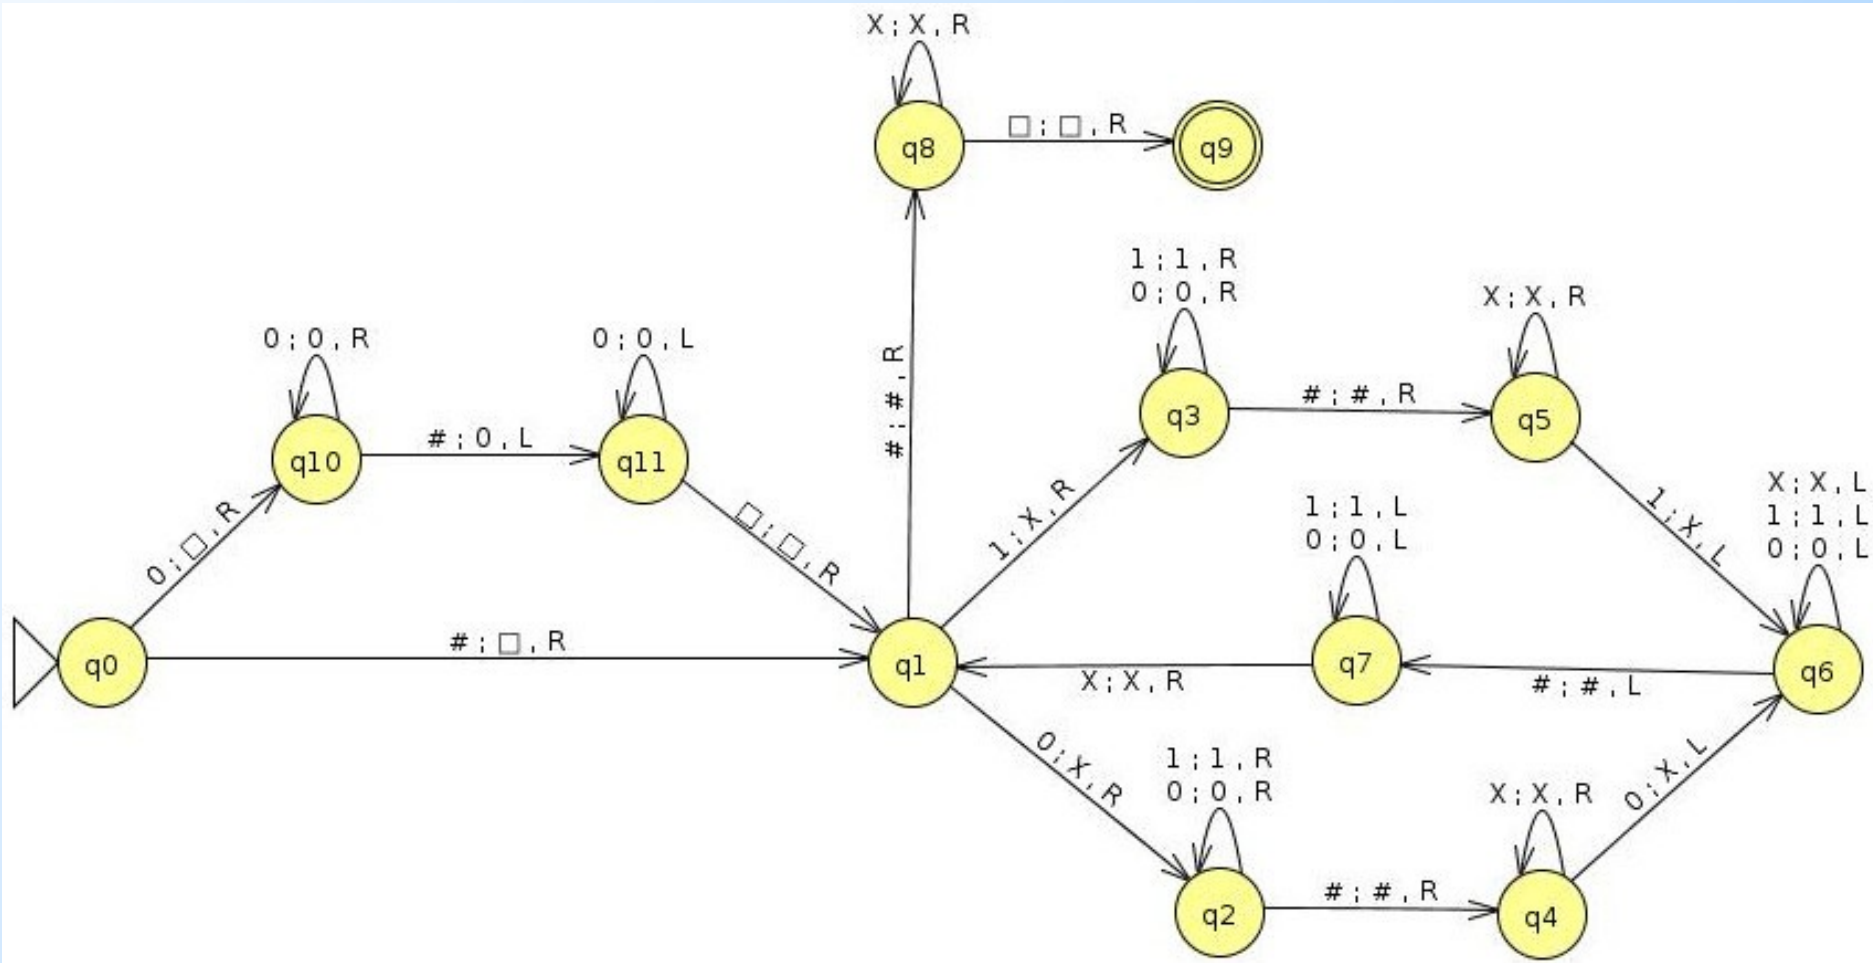 X ; X , R
q8
□ ; □ , R
q9
# ; # , R
1 ; 1 , R
0 ; 0 , R
q3
# ; # , R
X ; X , R
q5
0 ; 0 , R
q10
# ; 0 , L
0 ; 0 , L
q11
0 ; □ , R
□ ; □ , R
1 ; X , R
1 ; X , L
X ; X , L
1 ; 1 , L
0 ; 0 , L
q6
1 ; 1 , L
0 ; 0 , L
q7
q0
# ; □ , R
q1
X ; X , R
# ; # , L
0 ; X , R
1 ; 1 , R
0 ; 0 , R
q2
# ; # , R
X ; X , R
q4
0 ; X , L